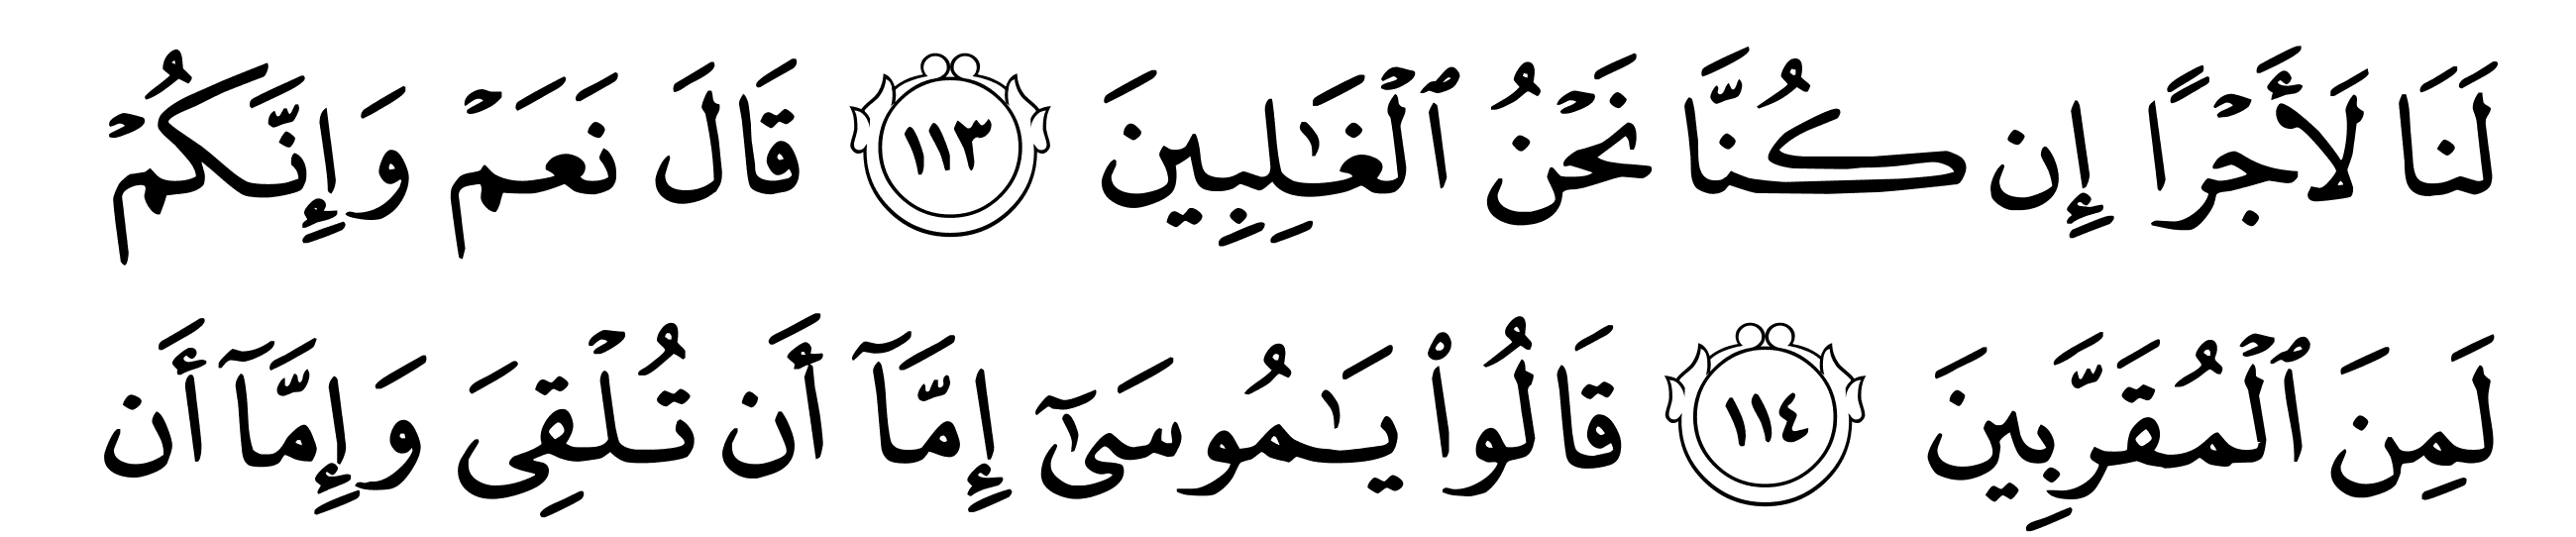 لَنَا لَأَجۡرًا إِن كُنَّا نَحۡنُ ٱلۡغَٰلِبِينَ ١١٣ قَالَ نَعَمۡ وَإِنَّكُمۡ
لَمِنَ ٱلۡمُقَرَّبِينَ ١١٤ قَالُواْ يَٰمُوسَىٰٓ إِمَّآ أَن تُلۡقِىَ وَإِمَّآ أَن